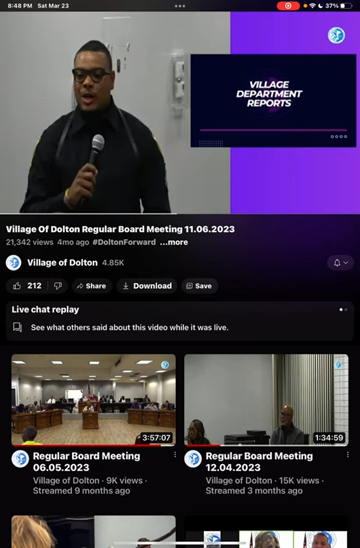 8:48 PM Sat Mar 23
37%
VILLAGE
DEPARTMENT
REPORTS
Village Of Dolton Regular Board Meeting 11.06.2023
21,342 views 4mo ago #DoltonForward ...more
Village of Dolton 4.85K
212
Share
Download
Save
Live chat replay
See what others said about this video while it was live.
3:57:07
1:34:59
Regular Board Meeting
06.05.2023
Village of Dolton · 9K views ·
Streamed 9 months ago
Regular Board Meeting
12.04.2023
Village of Dolton · 15K views ·
Streamed 3 months ago